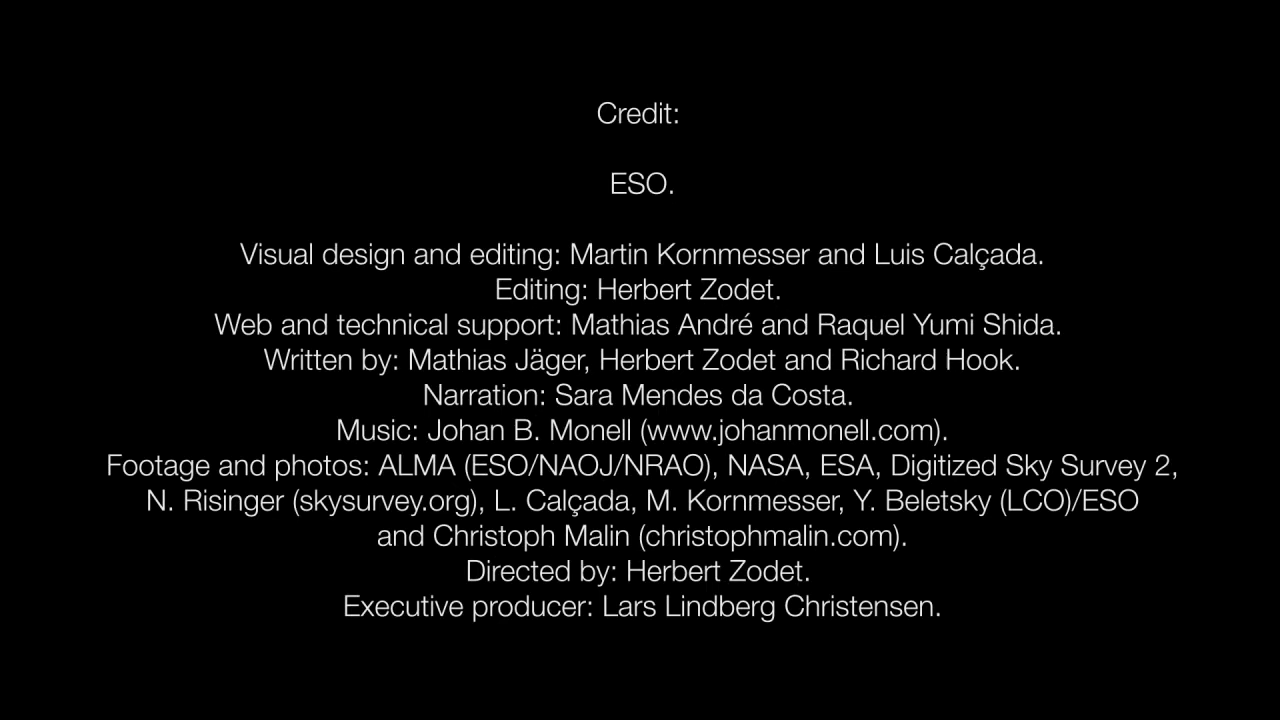 Credit:
ESO.
Visual design and editing: Martin Kornmesser and Luis Calçada.
Editing: Herbert Zodet.
Web and technical support: Mathias André and Raquel Yumi Shida.
Written by: Mathias Jäger, Herbert Zodet and Richard Hook.
Narration: Sara Mendes da Costa.
Music: Johan B. Monell (www.johanmonell.com).
Footage and photos: ALMA (ESO/NAOJ/NRAO), NASA, ESA, Digitized Sky Survey 2,
N. Risinger (skysurvey.org), L. Calçada, M. Kornmesser, Y. Beletsky (LCO)/ESO
and Christoph Malin (christophmalin.com).
Directed by: Herbert Zodet.
Executive producer: Lars Lindberg Christensen.